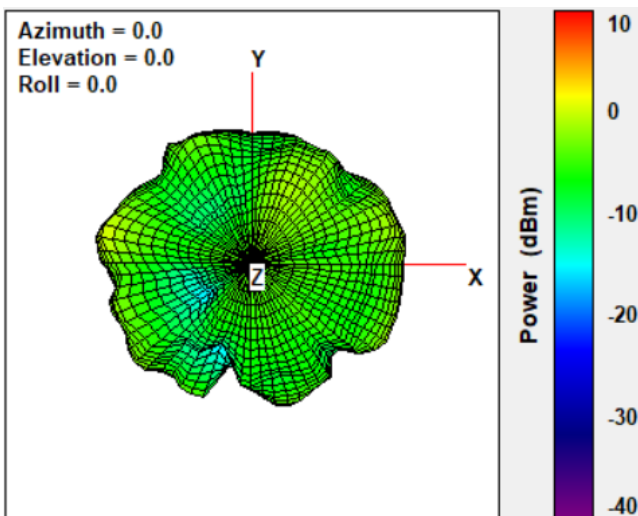 Azimuth = 0.0
Elevation = 0.0
Roll = 0.0
Y
Z
X
Power (dBm)
10
0
-10
-20
-30
-40